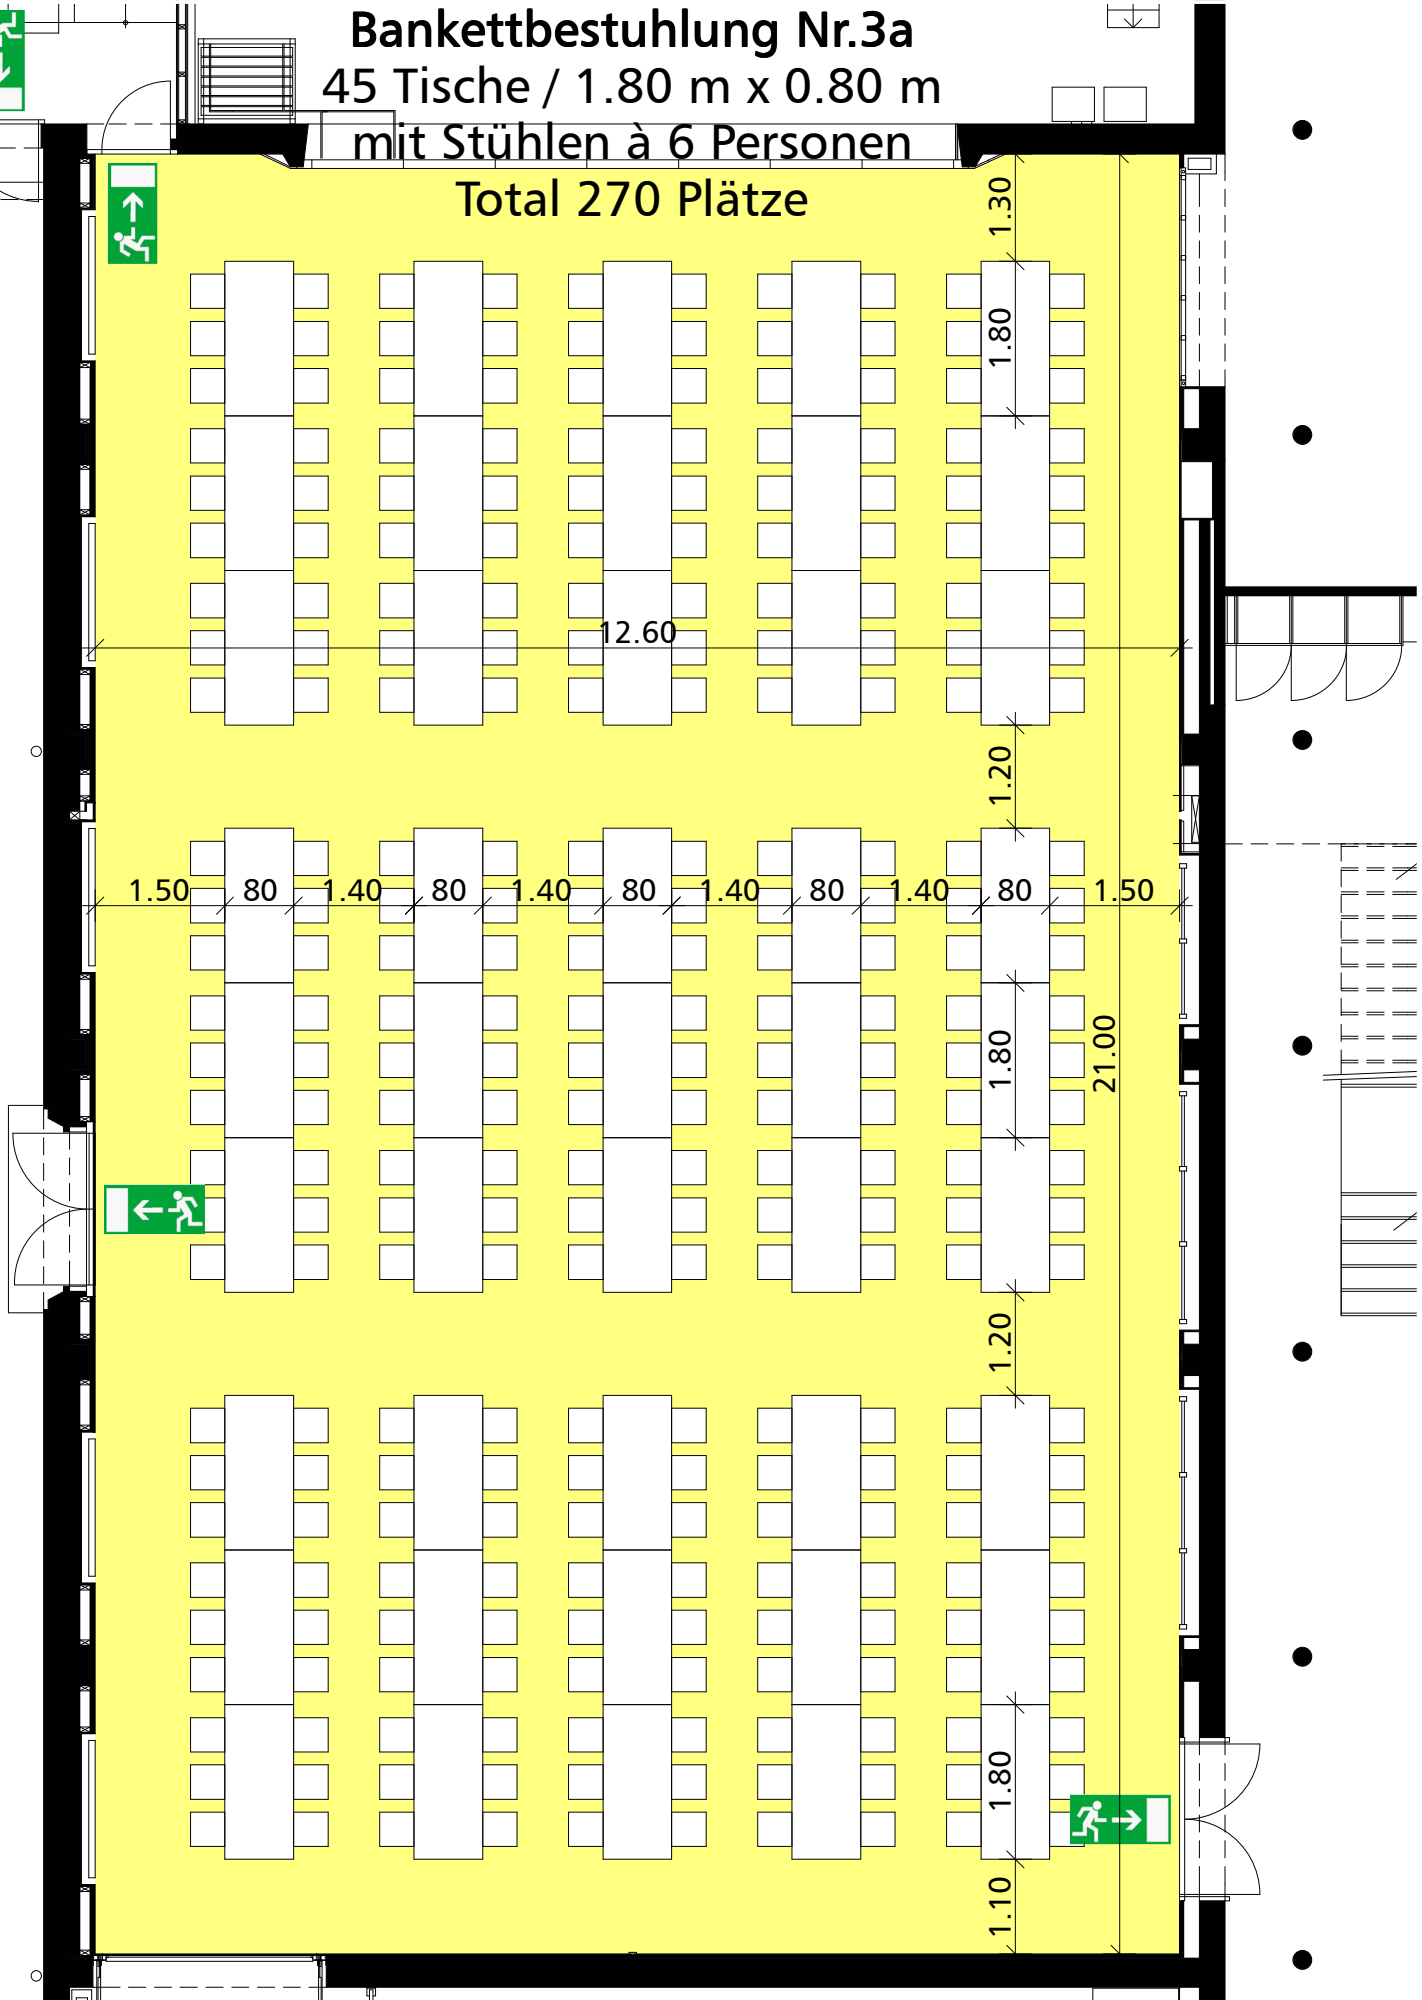 Bankettbestuhlung Nr.3a
45 Tische / 1.80 m x 0.80 m
mit Stühlen à 6 Personen
Total 270 Plätze
1.30
1.80
12.60
1.20
1.50 80 1.40 80 1.40 80 1.40 80 1.40 80 1.50
1.80
21.00
1.20
1.80
1.10